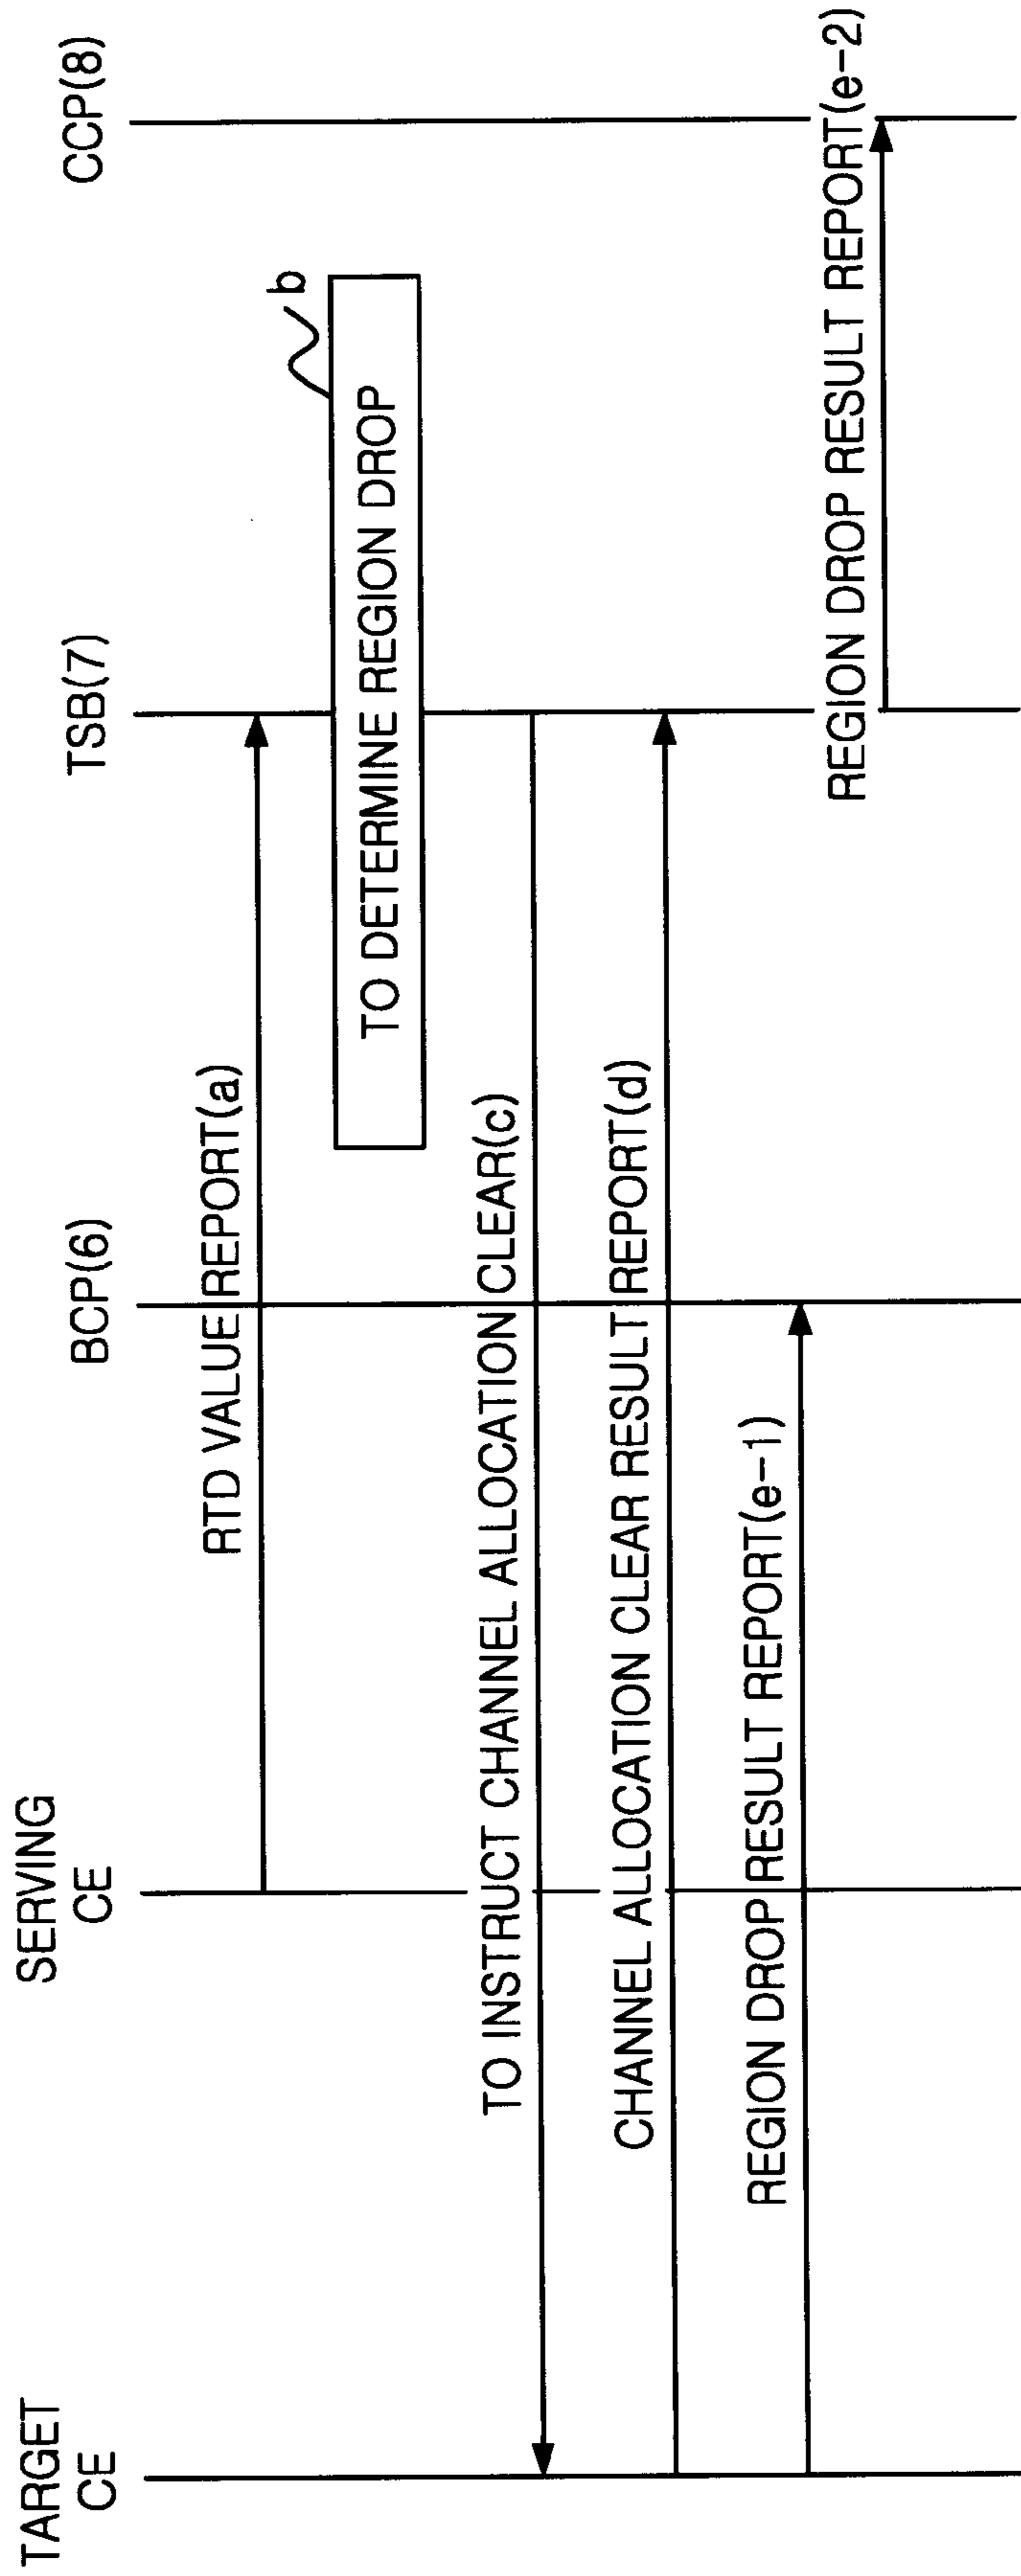 TARGET
CE
SERVING
CE
BCP(6)
TSB(7)
CCP(8)
RTD VALUE REPORT(a)
b
TO DETERMINE REGION DROP
TO INSTRUCT CHANNEL ALLOCATION CLEAR(c)
CHANNEL ALLOCATION CLEAR RESULT REPORT(d)
REGION DROP RESULT REPORT(e-1)
REGION DROP RESULT REPORT(e-2)